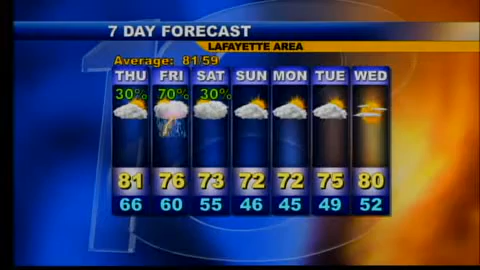 7 DAY FORECAST
LAFAYETTE AREA
Average: 81/59
THU FRI SAT SUN MON TUE WED
30% 70% 30%
81 76 73 72 72 75 80
66 60 55 46 45 49 52